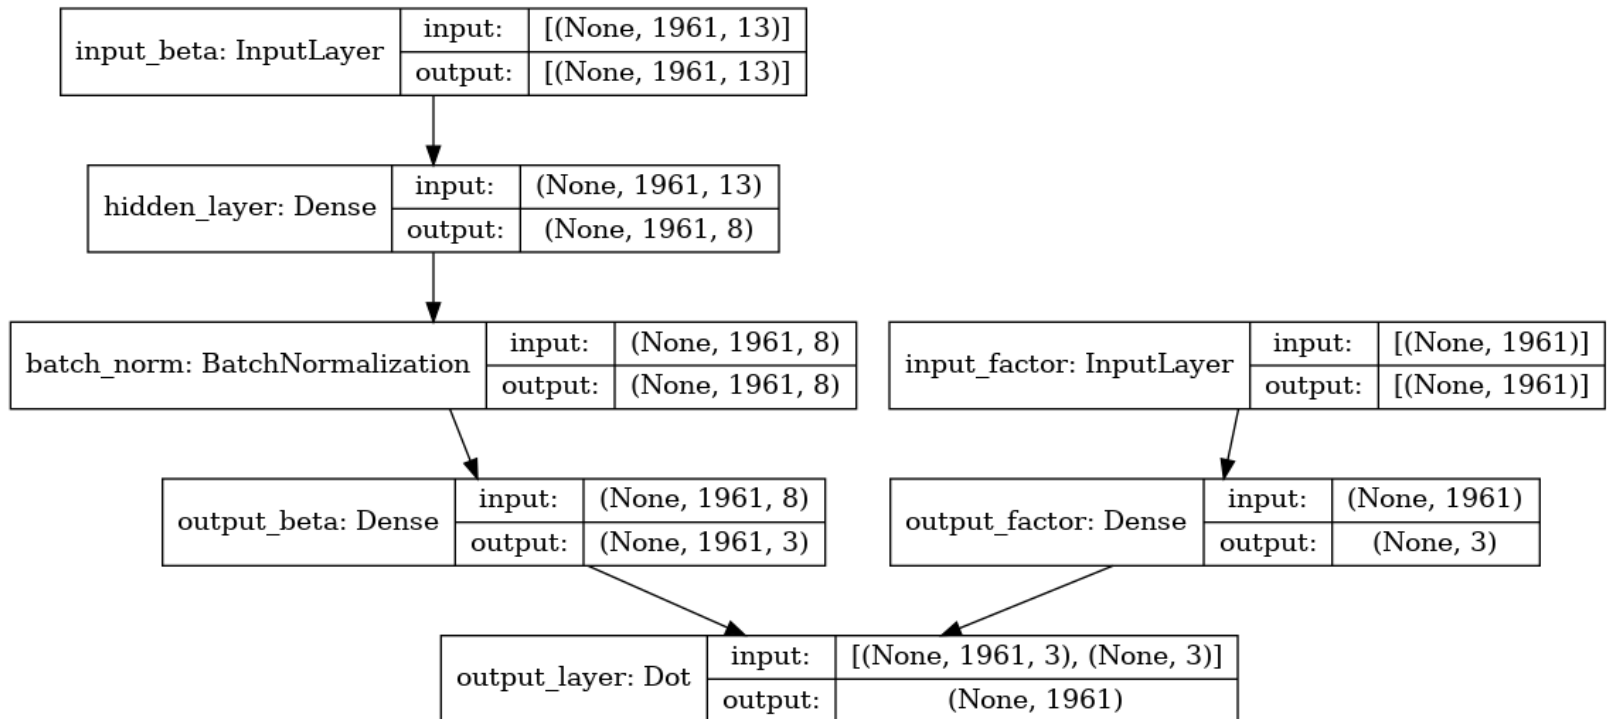 input_beta: InputLayer
input:
[(None, 1961, 13)]
output:
[(None, 1961, 13)]
hidden_layer: Dense
input:
(None, 1961, 13)
output:
(None, 1961, 8)
batch_norm: BatchNormalization
input:
(None, 1961, 8)
output:
(None, 1961, 8)
input_factor: InputLayer
input:
[(None, 1961)]
output:
[(None, 1961)]
output_beta: Dense
input:
(None, 1961, 8)
output:
(None, 1961, 3)
output_factor: Dense
input:
(None, 1961)
output:
(None, 3)
output_layer: Dot
input:
[(None, 1961, 3), (None, 3)]
output:
(None, 1961)